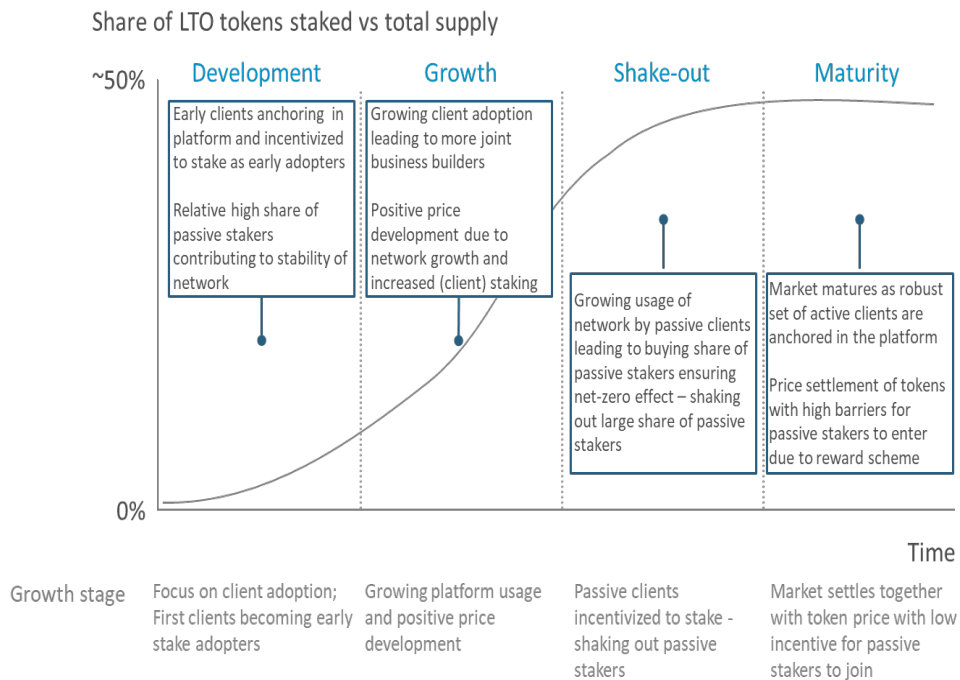 Share of LTO tokens staked vs total supply
~50%
Development
Growth
Shake-out
Maturity
Early clients anchoring in
platform and incentivized
to stake as early adopters
Relative high share of
passive stakers
contributing to stability of
network
Growing client adoption
leading to more joint
business builders
Positive price
development due to
network growth and
increased (client) staking
Growing usage of
network by passive clients
leading to buying share of
passive stakers ensuring
net-zero effect – shaking
out large share of passive
stakers
Market matures as robust
set of active clients are
anchored in the platform
Price settlement of tokens
with high barriers for
passive stakers to enter
due to reward scheme
0%
Time
Growth stage
Focus on client adoption;
First clients becoming early
stake adopters
Growing platform usage
and positive price
development
Passive clients
incentivized to stake -
shaking out passive
stakers
Market settles together
with token price with low
incentive for passive
stakers to join